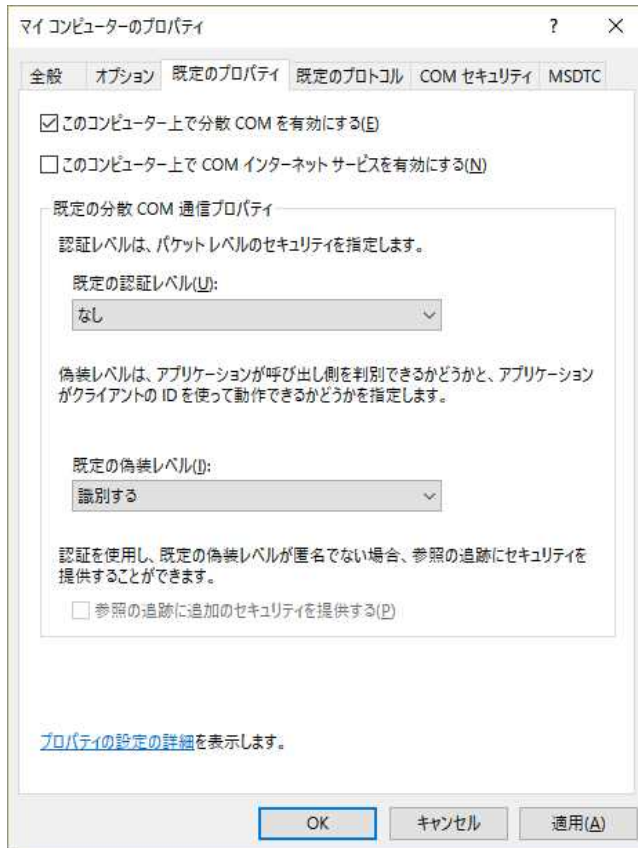 マイ コンピューターのプロパティ
?
全般 オプション 既定のプロパティ 既定のプロトコル COM セキュリティ MSDTC
このコンピューター上で分散 COM を有効にする(E)
このコンピューター上で COM インターネット サービスを有効にする(N)
既定の分散 COM 通信プロパティ
認証レベルは、パケット レベルのセキュリティを指定します。
既定の認証レベル(U):
なし
偽装レベルは、アプリケーションが呼び出し側を判別できるかどうかと、アプリケーション
がクライアントの ID を使って動作できるかどうかを指定します。
既定の偽装レベル(I):
識別する
認証を使用し、既定の偽装レベルが匿名でない場合、参照の追跡にセキュリティを
提供することができます。
参照の追跡に追加のセキュリティを提供する(P)
プロパティの設定の詳細を表示します。
OK キャンセル 適用(A)